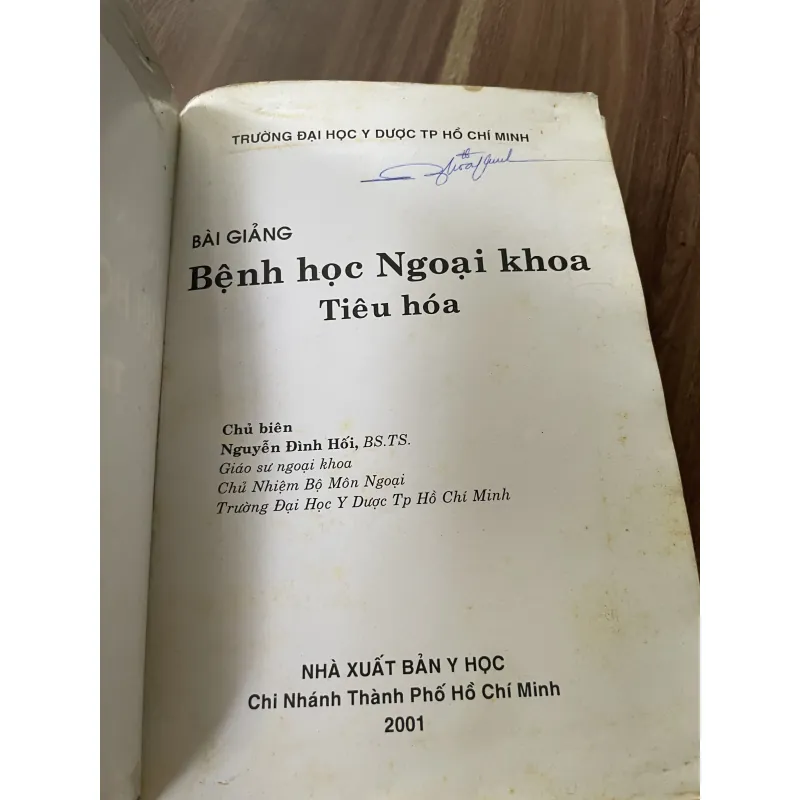 TRƯỜNG ĐẠI HỌC Y DƯỢC TP HỒ CHÍ MINH
BÀI GIẢNG
Bệnh học Ngoại khoa
Tiêu hóa
Chủ biên
Nguyễn Đình Hối, BS.TS.
Giáo sư ngoại khoa
Chủ Nhiệm Bộ Môn Ngoại
Trường Đại Học Y Dược Tp Hồ Chí Minh
NHÀ XUẤT BẢN Y HỌC
Chi Nhánh Thành Phố Hồ Chí Minh
2001